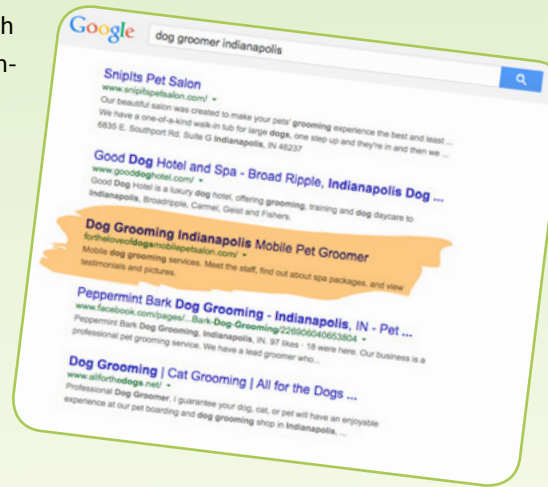 h
n-
Google dog groomer indianapolis
SnipIts Pet Salon
www.snipitspetsalon.com/
Our beautiful salon was created to make your pets' grooming experience the best and least ...
We have a one-of-a-kind walk-in tub for large dogs, one step up and they're in and then we ...
6835 E. Southport Rd. Suite G Indianapolis, IN 46237
Good Dog Hotel and Spa - Broad Ripple, Indianapolis Dog ...
www.gooddoghotel.com/
Good Dog Hotel is a luxury dog hotel, offering grooming, training and dog daycare to
Indianapolis, Broadripple, Carmel, Geist and Fishers.
Dog Grooming Indianapolis Mobile Pet Groomer
fortheloveofdogsmobilepetsalon.com/
Mobile dog grooming services. Meet the staff, find out about spa packages, and view
testimonials and pictures.
Peppermint Bark Dog Grooming - Indianapolis, IN - Pet ...
www.facebook.com/pages/...Bark-Dog-Grooming/226906040653804
Peppermint Bark Dog Grooming, Indianapolis, IN. 97 likes · 18 were here. Our business is a
professional pet grooming service. We have a lead groomer who...
Dog Grooming | Cat Grooming | All for the Dogs ...
www.allforthedogs.net/
Professional Dog Groomer. I guarantee your dog, cat, or pet will have an enjoyable
experience at our pet boarding and dog grooming shop in Indianapolis, ...